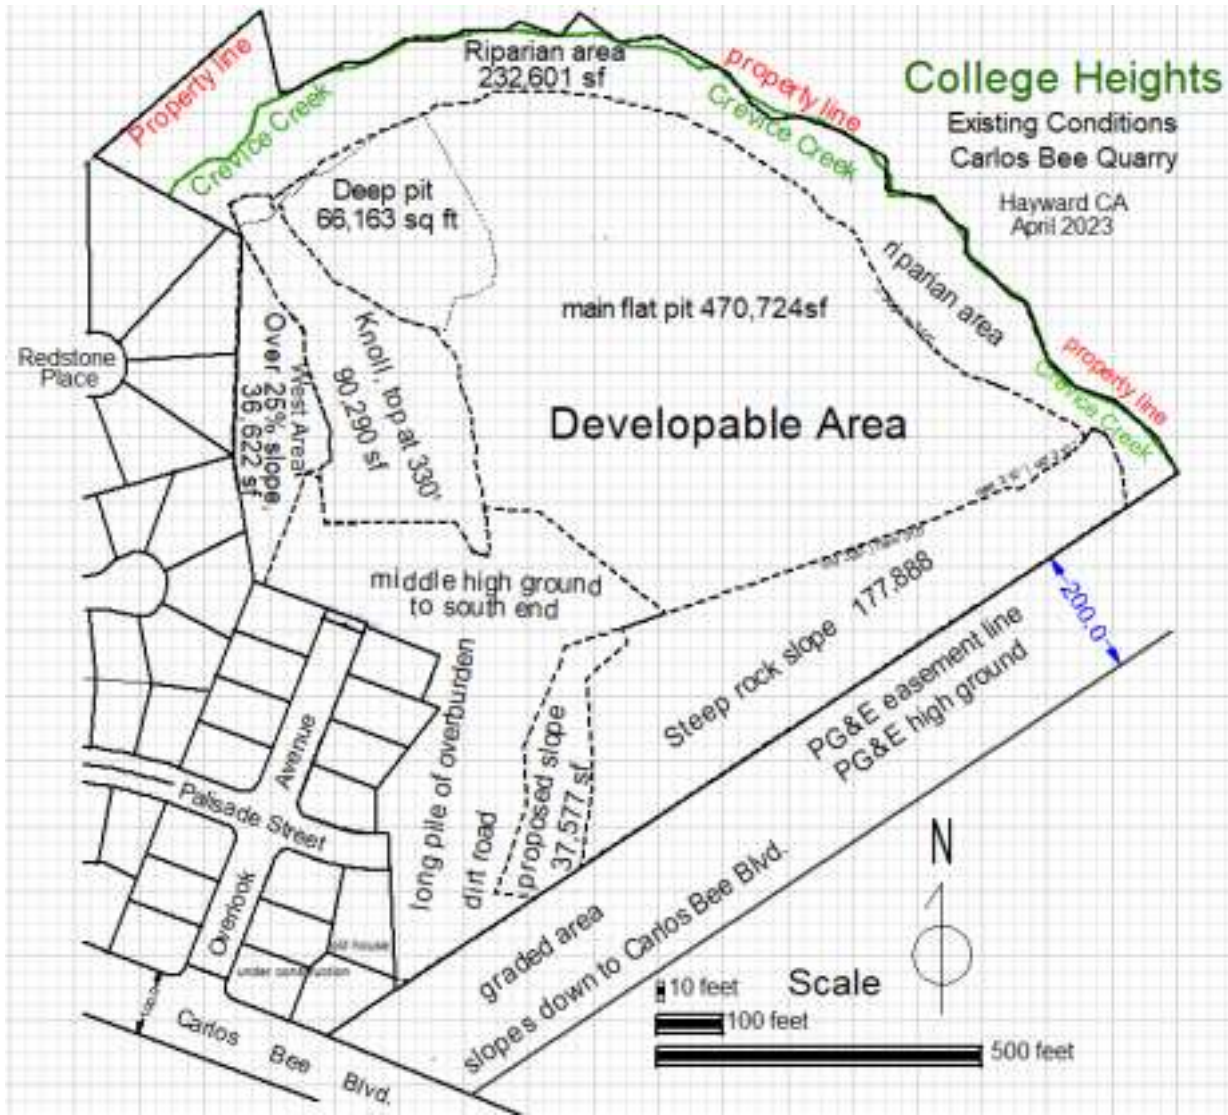 Riparian area
232,601 sf
Property line
property line
College Heights
Existing Conditions
Carlos Bee Quarry
Hayward CA
April 2023
Crevice Creek
Crevice Creek
Deep pit
66,163 sq ft
riparian area
main flat pit 470,724sf
property line
Crevice Creek
Redstone
Place
Over 25% slope,
36,622 sf
West Area
Knoll, top at 330'
90,290 sf
Developable Area
middle high ground
to south end
177,888
Steep rock slope
200.0
PG&E easement line
PG&E high ground
long pile of overburden
dirt road
proposed slope
37,577 sf
Avenue
Palisade Street
Overlook
old house
under construction
graded area
slopes down to Carlos Bee Blvd.
N
Scale
10 feet
100 feet
500 feet
100.0
Carlos Bee Blvd.